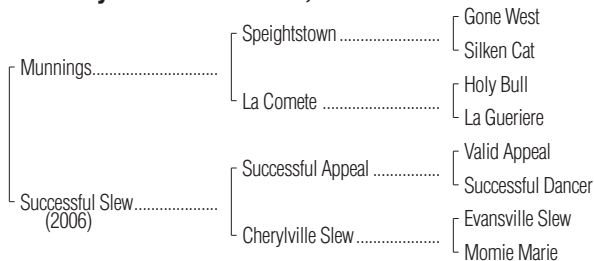 Gone West
Speightstown
Silken Cat
Munnings
Holy Bull
La Comete
La Gueriere
Valid Appeal
Successful Appeal
Successful Dancer
Successful Slew
(2006)
Evansville Slew
Cherylville Slew
Momie Marie